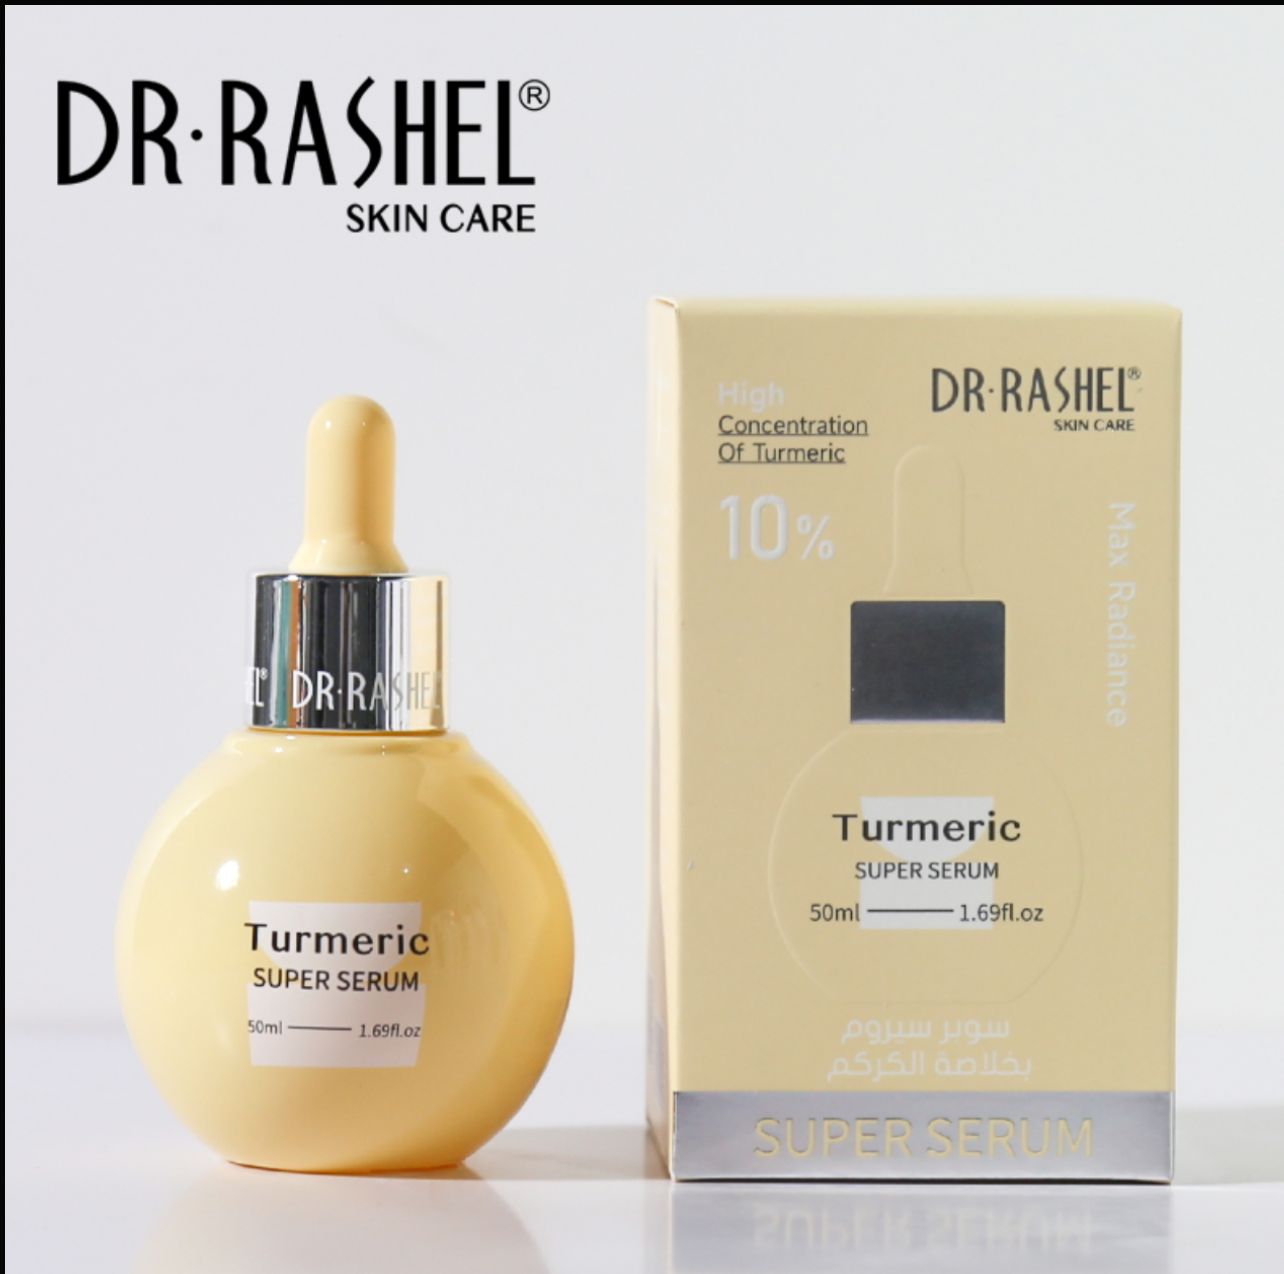 DR·RASHEL®
SKIN CARE
High
Concentration
Of Turmeric
10%
DR·RASHEL®
SKIN CARE
Max Radiance
Turmeric
SUPER SERUM
50ml 1.69fl.oz
سوبر سيروم
بخلاصة الكركم
SUPER SERUM
DR·RASHEL
Turmeric
SUPER SERUM
50ml 1.69fl.oz